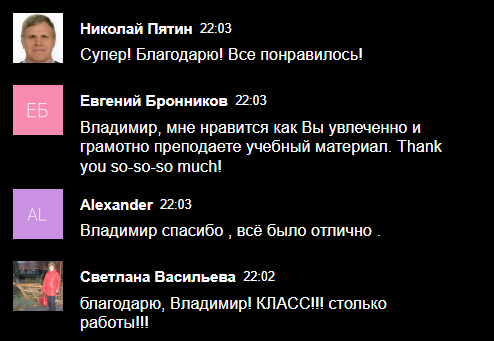 Николай Пятин 22:03
Супер! Благодарю! Все понравилось!
ЕБ
Евгений Бронников 22:03
Владимир, мне нравится как Вы увлеченно и
грамотно преподаете учебный материал. Thank
you so-so-so much!
AL
Alexander 22:03
Владимир спасибо , всё было отлично .
Светлана Васильева 22:02
благодарю, Владимир! КЛАСС!!! столько
работы!!!